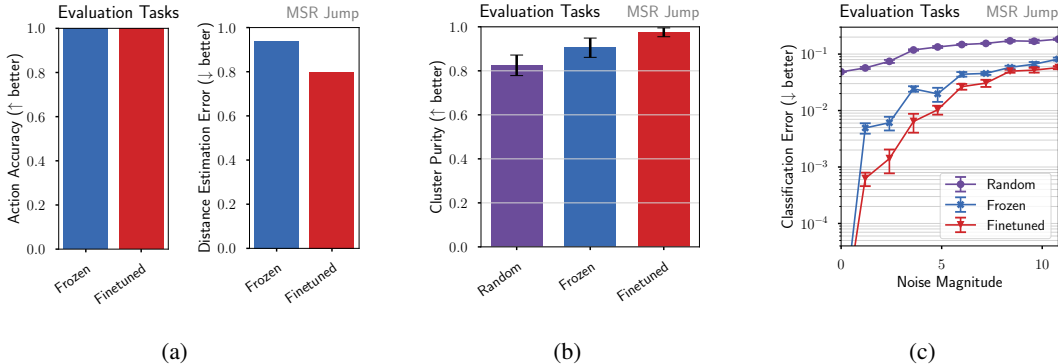 Evaluation Tasks
MSR Jump
Action Accuracy (↑ better)
1.0
0.8
0.6
0.4
0.2
0.0
Frozen
Finetuned
Distance Estimation Error (↓ better)
1.0
0.8
0.6
0.4
0.2
0.0
Frozen
Finetuned
(a)
Evaluation Tasks
MSR Jump
Cluster Purity (↑ better)
1.0
0.8
0.6
0.4
0.2
0.0
Random
Frozen
Finetuned
(b)
Evaluation Tasks
MSR Jump
Classification Error (↓ better)
10⁻¹
10⁻²
10⁻³
10⁻⁴
Random
Frozen
Finetuned
0
5
10
Noise Magnitude
(c)